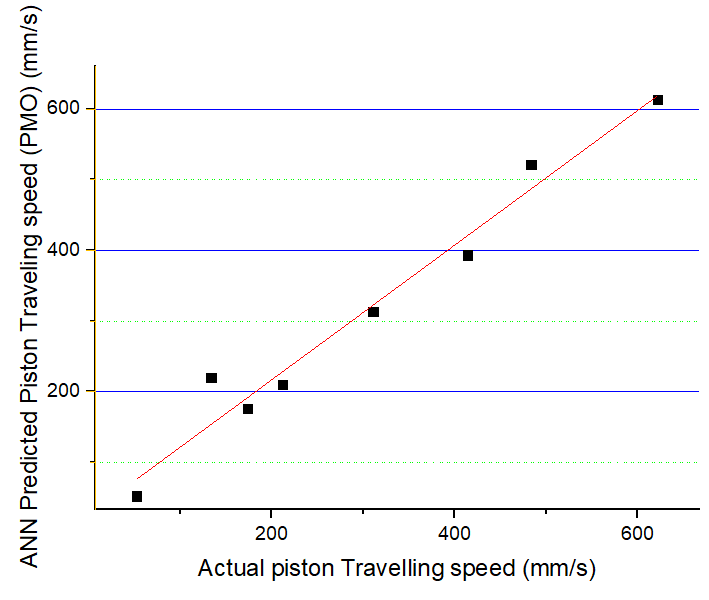 ANN Predicted Piston Traveling speed (PMO) (mm/s)
600
400
200
200 400 600
Actual piston Travelling speed (mm/s)